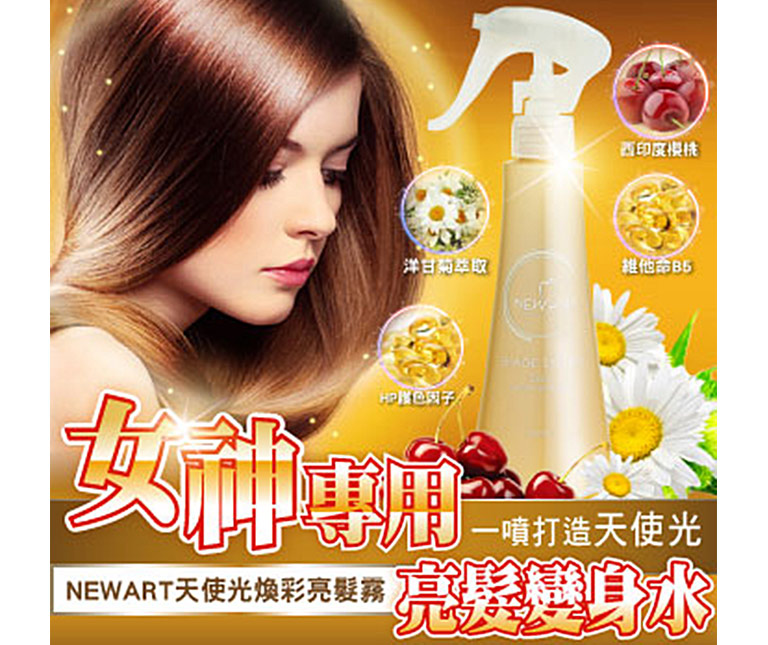 西印度櫻桃
洋甘菊萃取
維他命B5
NEWART
HP護色因子
女神專用
一噴打造天使光
NEWART天使光煥彩亮髮霧
亮髮變身水